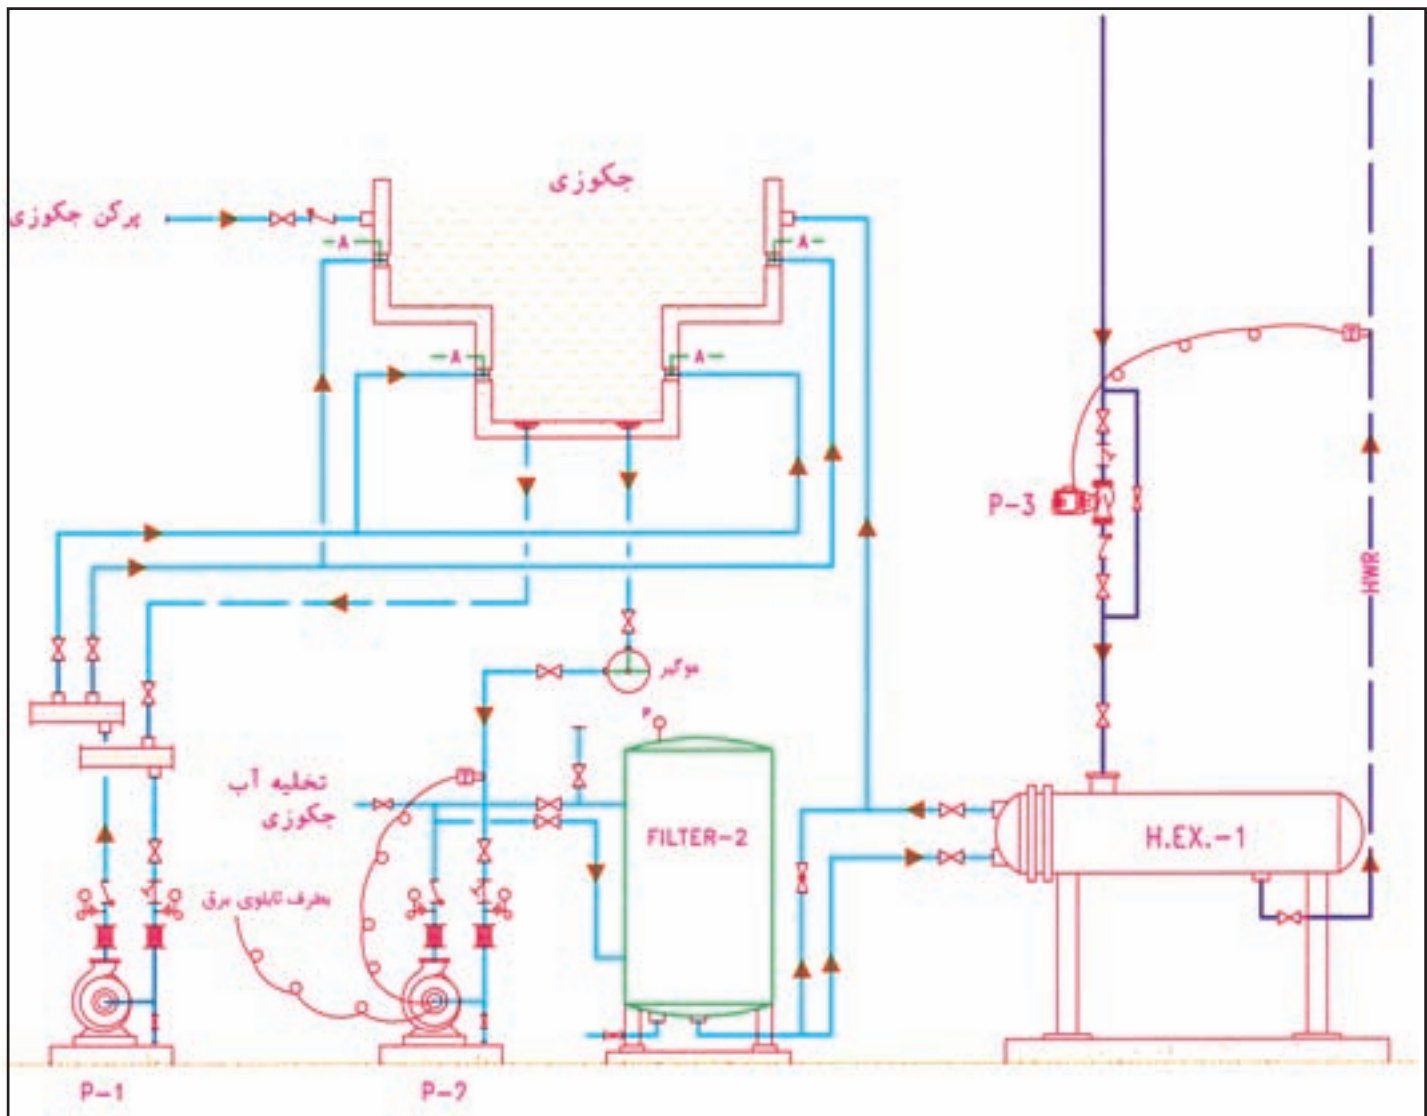 جکوزی
پرکن جکوزی
A
A
A
A
P-3
HWR
موگیر
P
تخلیه آب
جکوزی
FILTER-2
H.EX.-1
T
T
بطرف تابلوی برق
P-1
P-2